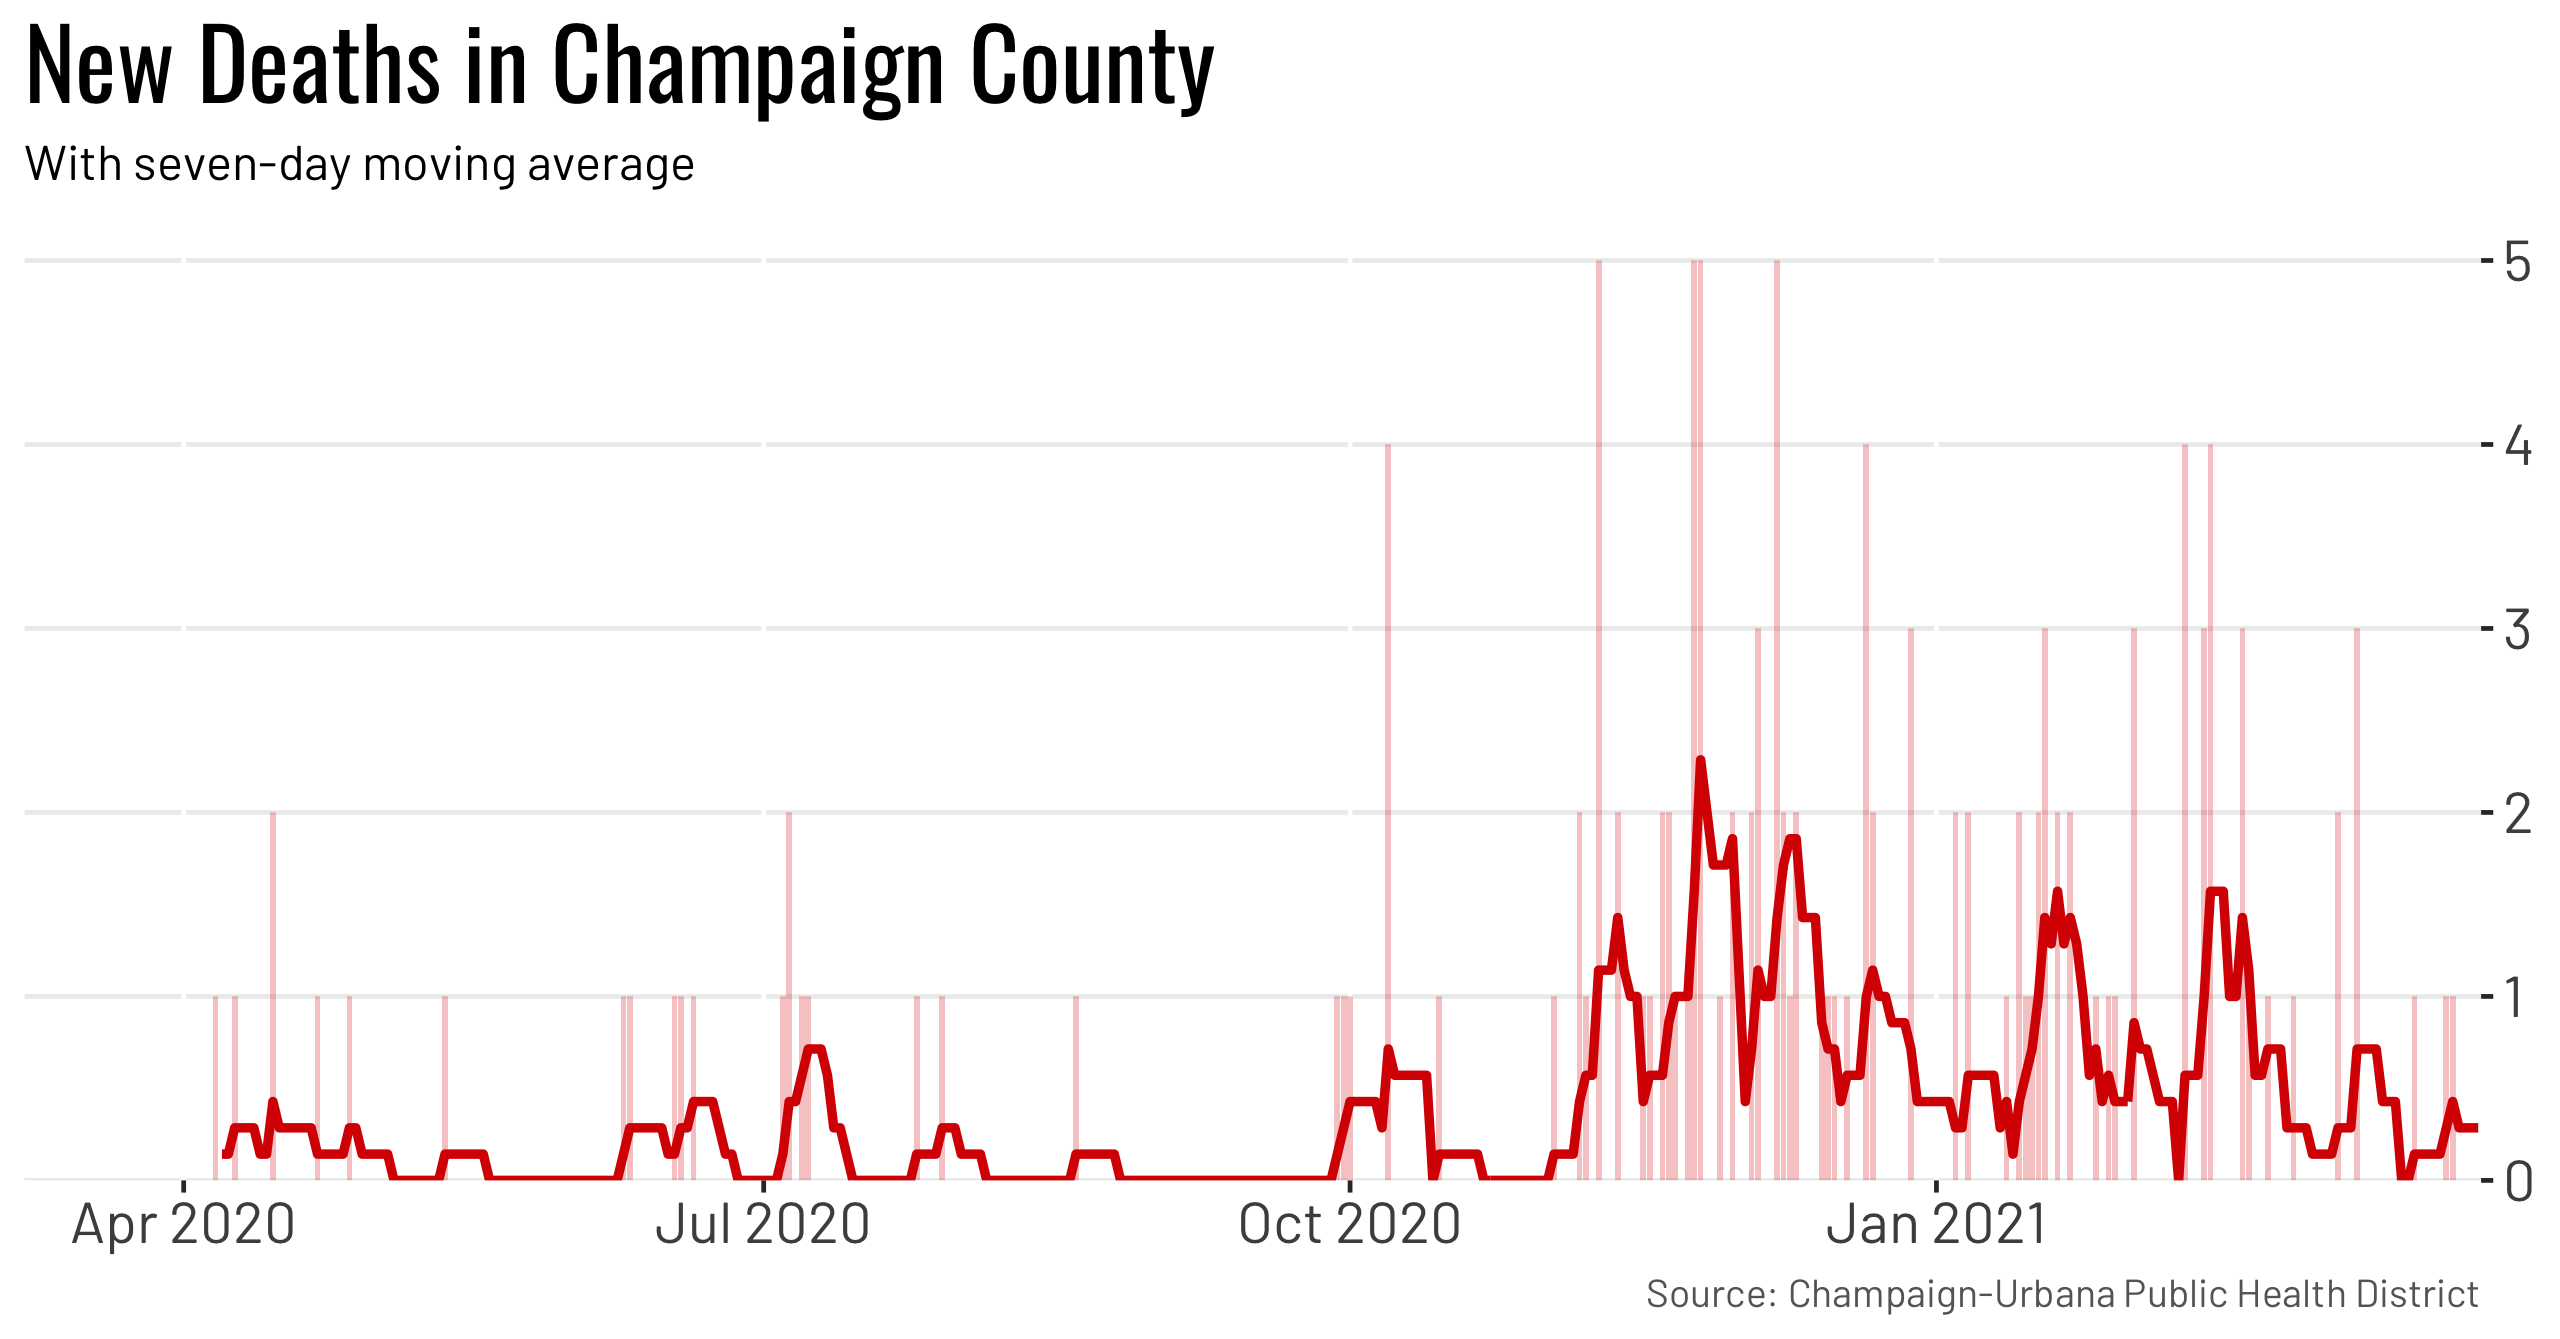 New Deaths in Champaign County
With seven-day moving average
5
4
3
2
1
0
Apr 2020 Jul 2020 Oct 2020 Jan 2021
Source: Champaign-Urbana Public Health District